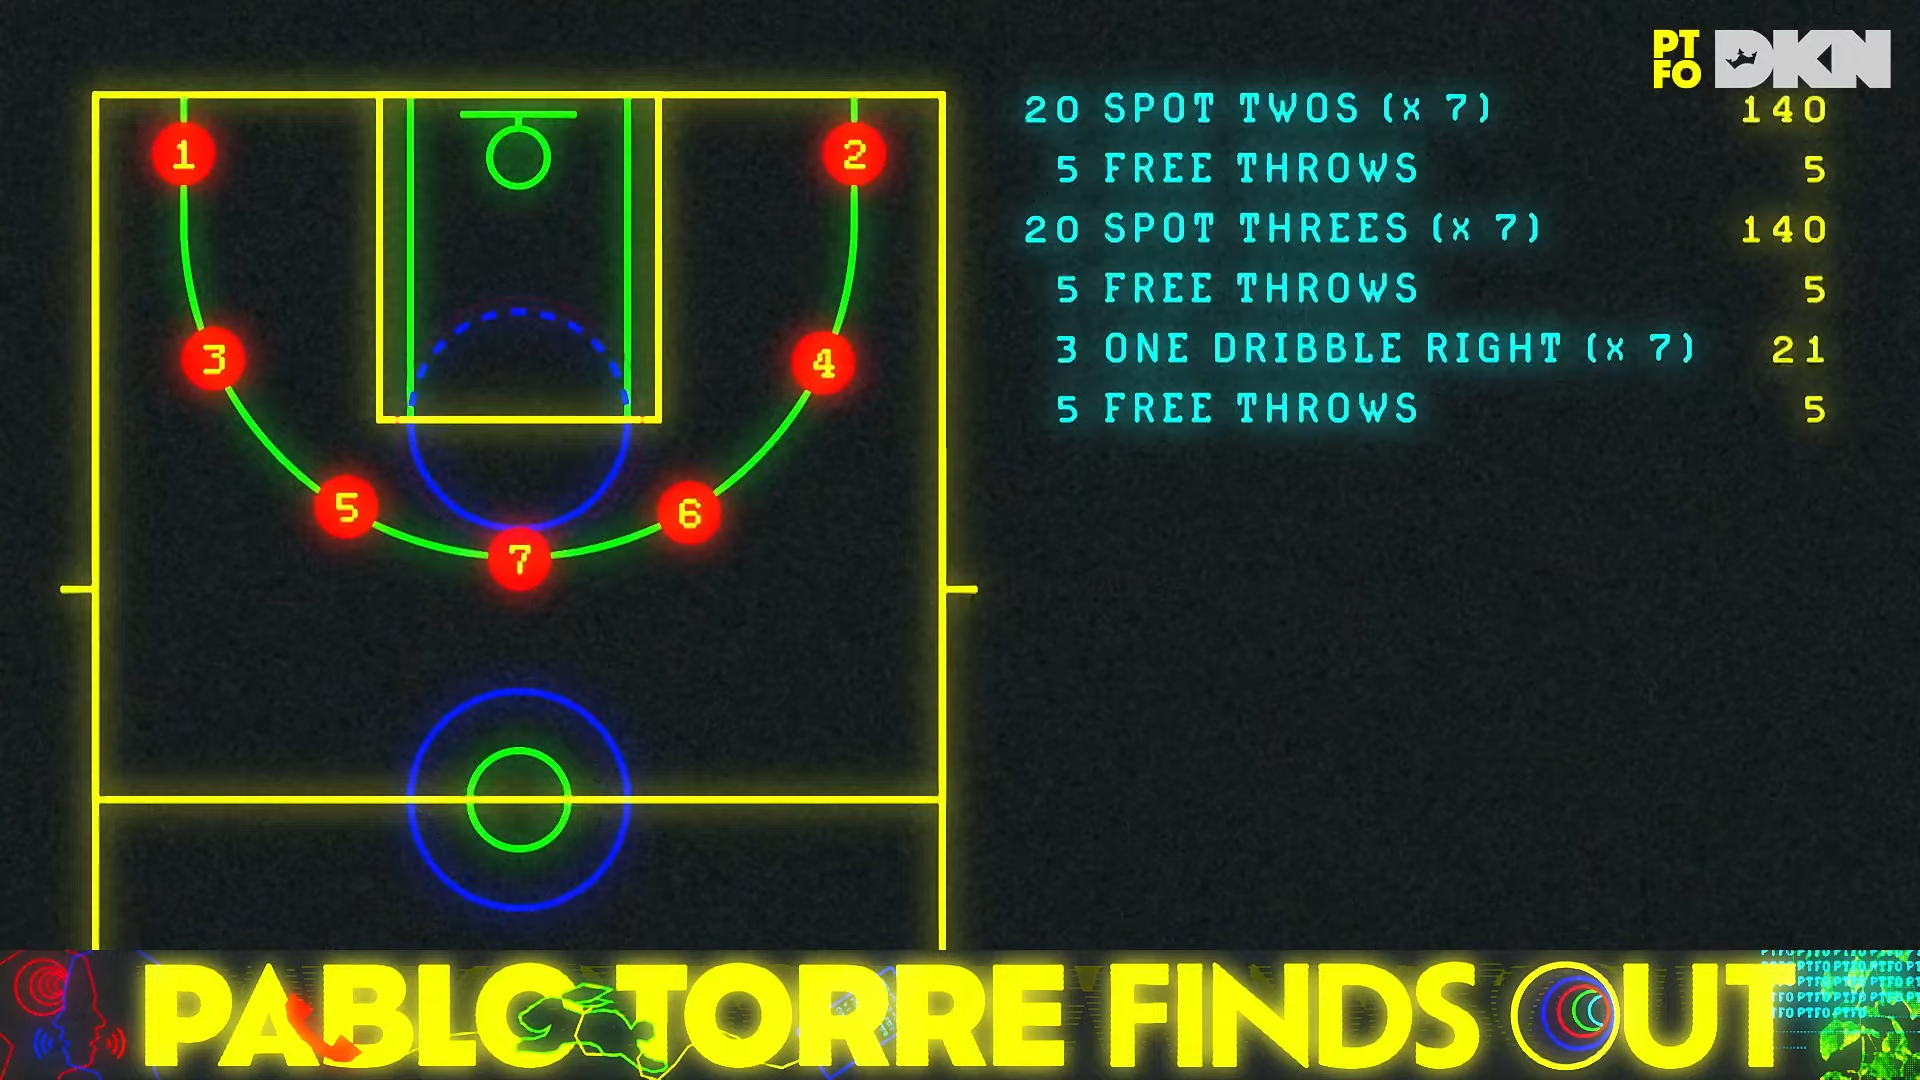 PT
FO DKN
20 SPOT TWOS (x 7) 140
5 FREE THROWS 5
20 SPOT THREES (x 7) 140
5 FREE THROWS 5
3 ONE DRIBBLE RIGHT (x 7) 21
5 FREE THROWS 5
1 2
3 4
5 6
7
PABLO TORRE FINDS OUT